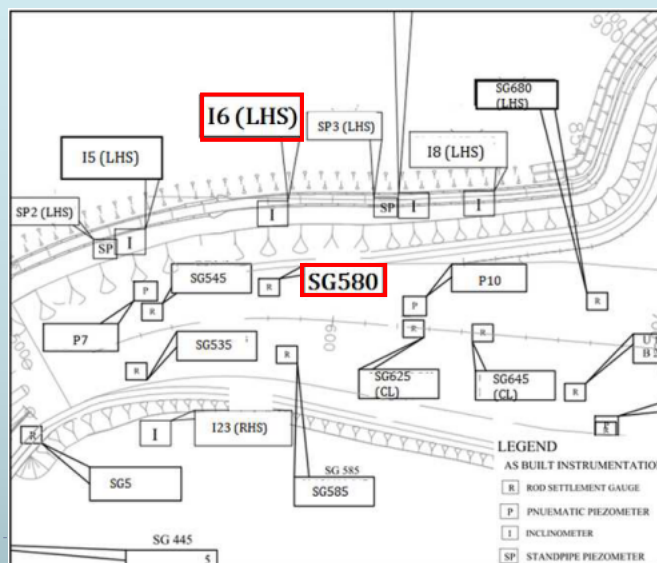 SG680
(LHS)
I6 (LHS)
SP3 (LHS)
I5 (LHS)
I8 (LHS)
SP2 (LHS)
I
SP
I
I
SP
I
SG545
SG580
P10
P
R
R
P
R
P7
R
R
SG535
R
R
600
SG625
(CL)
SG645
(CL)
R
R
I23 (RHS)
I
R
SG5
SG 585
SG585
LEGEND
AS BUILT INSTRUMENTATIO
R ROD SETTLEMENT GAUGE
P PNUEMATIC PIEZOMETER
I INCLINOMETER
SP STANDPIPE PIEZOMETER
SG 445
5